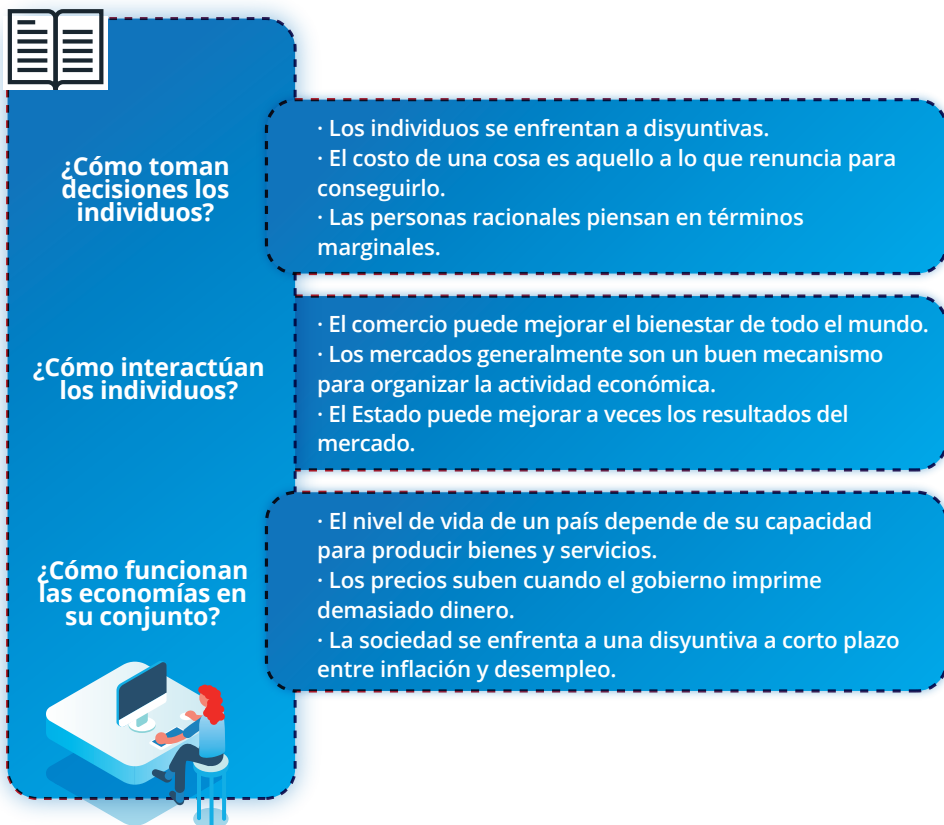 ¿Cómo toman
decisiones los
individuos?
· Los individuos se enfrentan a disyuntivas.
· El costo de una cosa es aquello a lo que renuncia para
conseguirlo.
· Las personas racionales piensan en términos
marginales.
¿Cómo interactúan
los individuos?
· El comercio puede mejorar el bienestar de todo el mundo.
· Los mercados generalmente son un buen mecanismo
para organizar la actividad económica.
· El Estado puede mejorar a veces los resultados del
mercado.
¿Cómo funcionan
las economías en
su conjunto?
· El nivel de vida de un país depende de su capacidad
para producir bienes y servicios.
· Los precios suben cuando el gobierno imprime
demasiado dinero.
· La sociedad se enfrenta a una disyuntiva a corto plazo
entre inflación y desempleo.